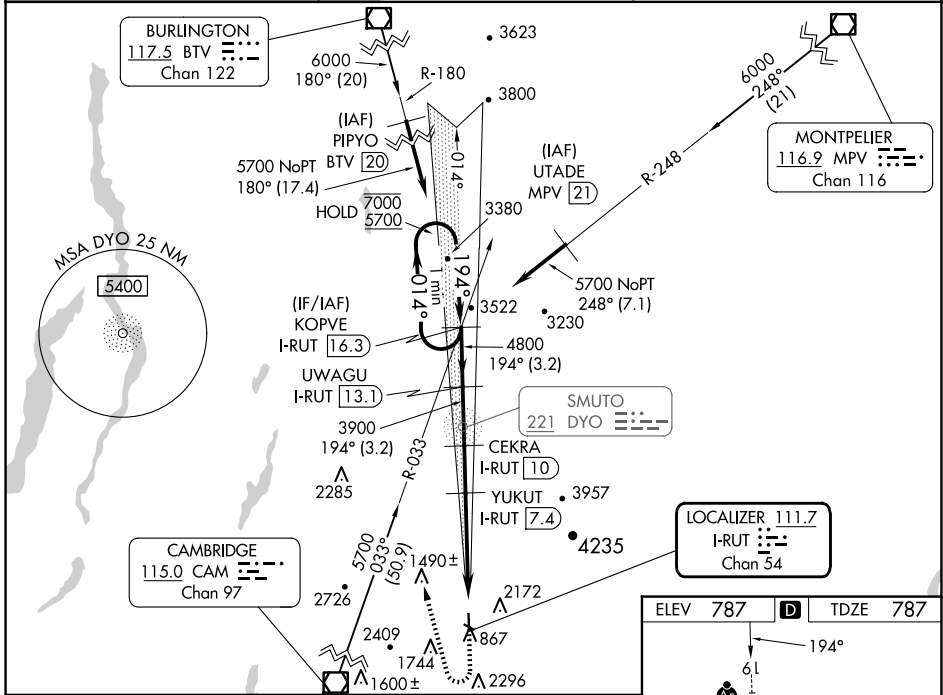 BURLINGTON
117.5 BTV
Chan 122
6000
180° (20)
R-180
3623
3800
6000
248°
(21)
MONTPELIER
116.9 MPV
Chan 116
(IAF)
PIPYO
BTV 20
5700 NoPT
180° (17.4)
014°
(IAF)
UTADE
MPV 21
R-248
HOLD 7000
5700
3380
MSA DYO 25 NM
5400
014°
1 min
194°
5700 NoPT
248° (7.1)
3522
3230
(IF/IAF)
KOPVE
I-RUT 16.3
4800
194° (3.2)
UWAGU
I-RUT 13.1
SMUTO
221 DYO
3900
194° (3.2)
R-033
CEKRA
I-RUT 10
2285
YUKUT
I-RUT 7.4
3957
4235
LOCALIZER 111.7
I-RUT
Chan 54
CAMBRIDGE
115.0 CAM
Chan 97
5700
033°
(50.9)
1490±
2726
2172
2409
867
1744
1600±
2296
ELEV 787 D TDZE 787
194°
19